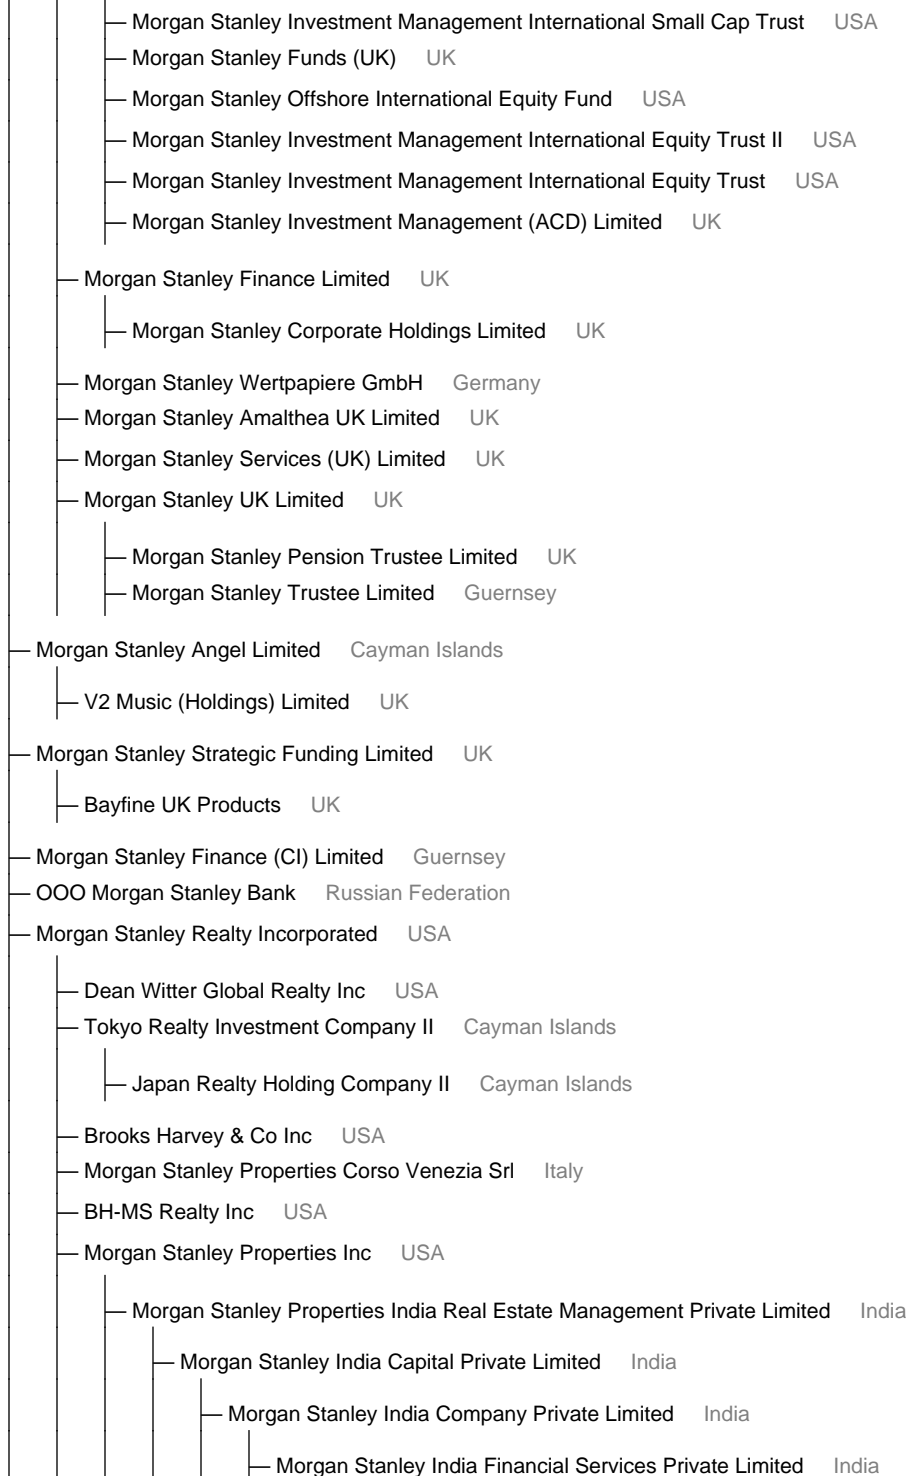 Morgan Stanley Investment Management International Small Cap Trust USA
Morgan Stanley Funds (UK) UK
Morgan Stanley Offshore International Equity Fund USA
Morgan Stanley Investment Management International Equity Trust II USA
Morgan Stanley Investment Management International Equity Trust USA
Morgan Stanley Investment Management (ACD) Limited UK
Morgan Stanley Finance Limited UK
Morgan Stanley Corporate Holdings Limited UK
Morgan Stanley Wertpapiere GmbH Germany
Morgan Stanley Amalthea UK Limited UK
Morgan Stanley Services (UK) Limited UK
Morgan Stanley UK Limited UK
Morgan Stanley Pension Trustee Limited UK
Morgan Stanley Trustee Limited Guernsey
Morgan Stanley Angel Limited Cayman Islands
V2 Music (Holdings) Limited UK
Morgan Stanley Strategic Funding Limited UK
Bayfine UK Products UK
Morgan Stanley Finance (CI) Limited Guernsey
OOO Morgan Stanley Bank Russian Federation
Morgan Stanley Realty Incorporated USA
Dean Witter Global Realty Inc USA
Tokyo Realty Investment Company II Cayman Islands
Japan Realty Holding Company II Cayman Islands
Brooks Harvey & Co Inc USA
Morgan Stanley Properties Corso Venezia Srl Italy
BH-MS Realty Inc USA
Morgan Stanley Properties Inc USA
Morgan Stanley Properties India Real Estate Management Private Limited India
Morgan Stanley India Capital Private Limited India
Morgan Stanley India Company Private Limited India
Morgan Stanley India Financial Services Private Limited India